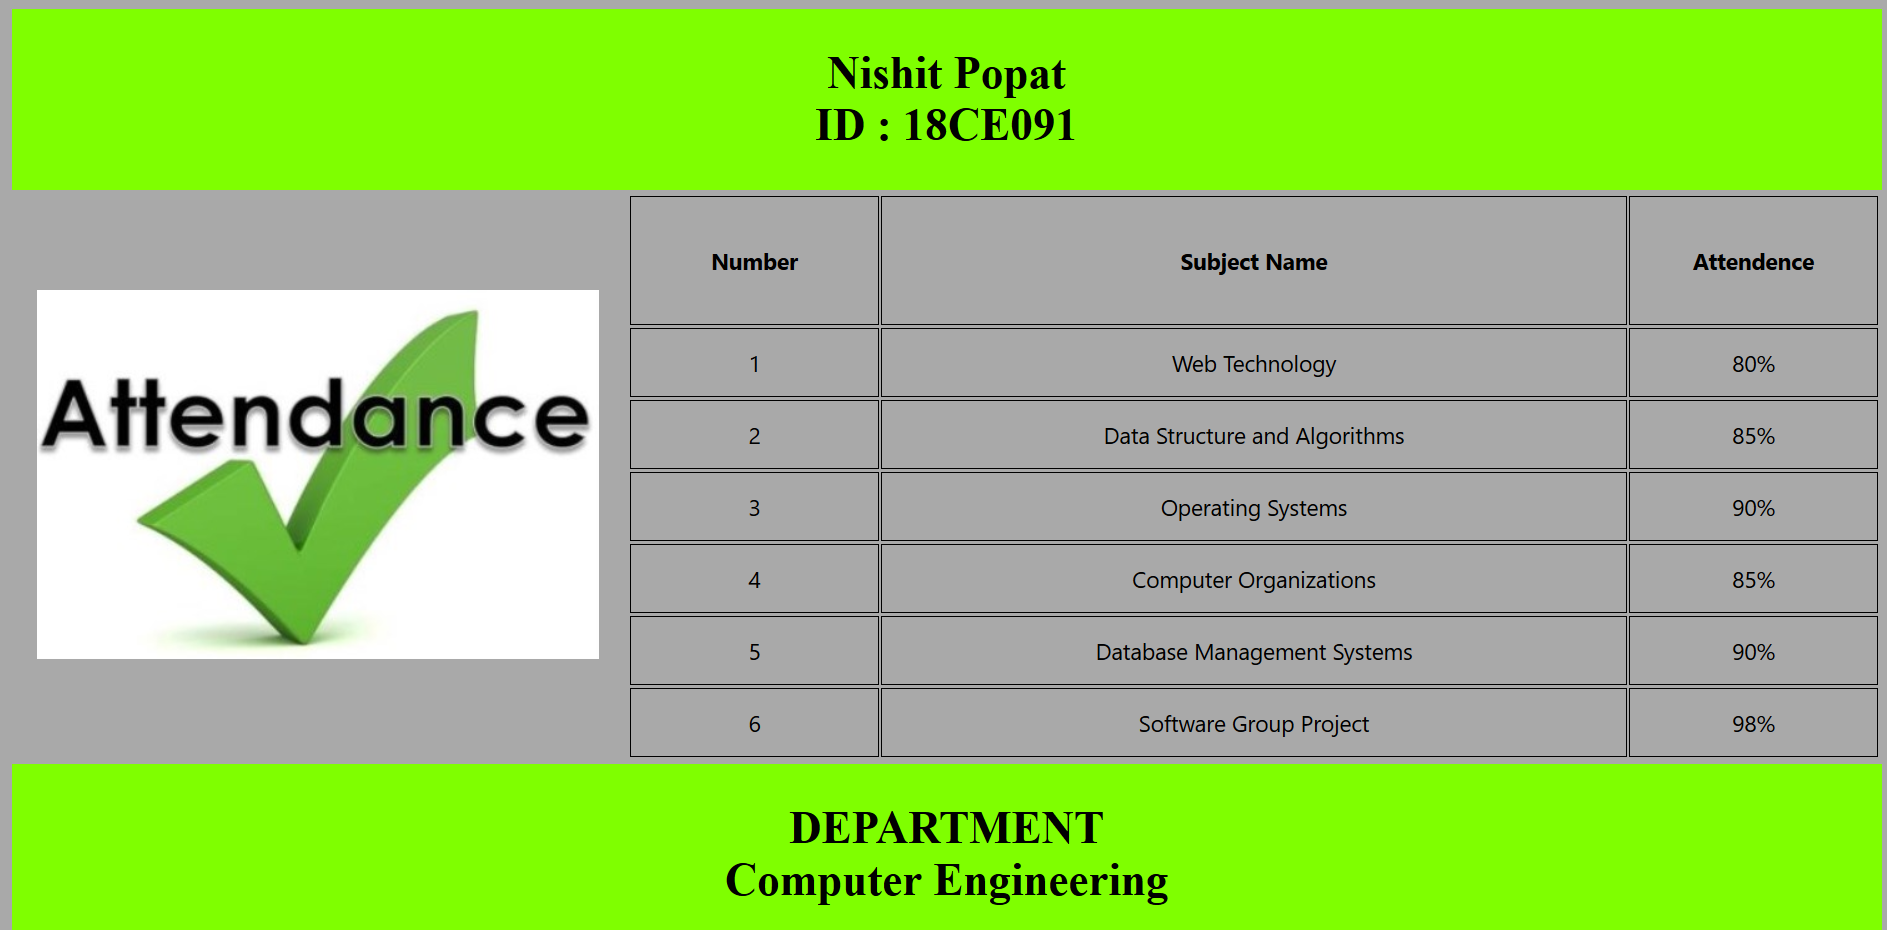 Nishit Popat
ID : 18CE091
Attendance
Number Subject Name Attendence
1 Web Technology 80%
2 Data Structure and Algorithms 85%
3 Operating Systems 90%
4 Computer Organizations 85%
5 Database Management Systems 90%
6 Software Group Project 98%
DEPARTMENT
Computer Engineering